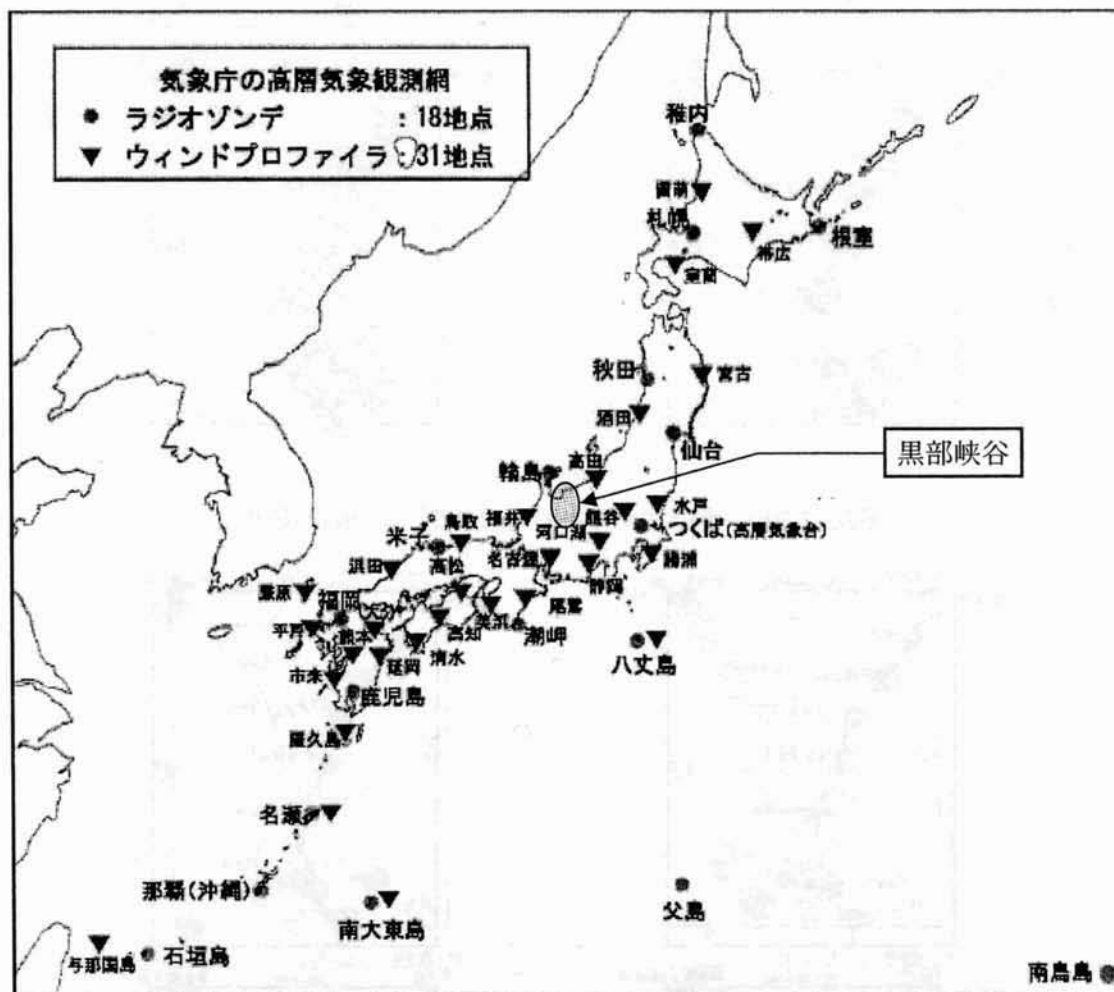 気象庁の高層気象観測網
● ラジオゾンデ : 18地点
▼ ウィンドプロファイラ : 31地点
稚内
留萌
札幌
帯広
根室
室蘭
秋田
宮古
酒田
仙台
黒部峡谷
輪島
高田
水戸
福井
熊谷
つくば(高層気象台)
鳥取
河口湖
米子
名古屋
勝浦
浜田
高松
静岡
厳原
福岡
大分
尾鷲
平戸
熊本
高知
美浜
潮岬
清水
八丈島
延岡
市来
鹿児島
屋久島
名瀬
那覇(沖縄)
南大東島
父島
与那国島
石垣島
南鳥島